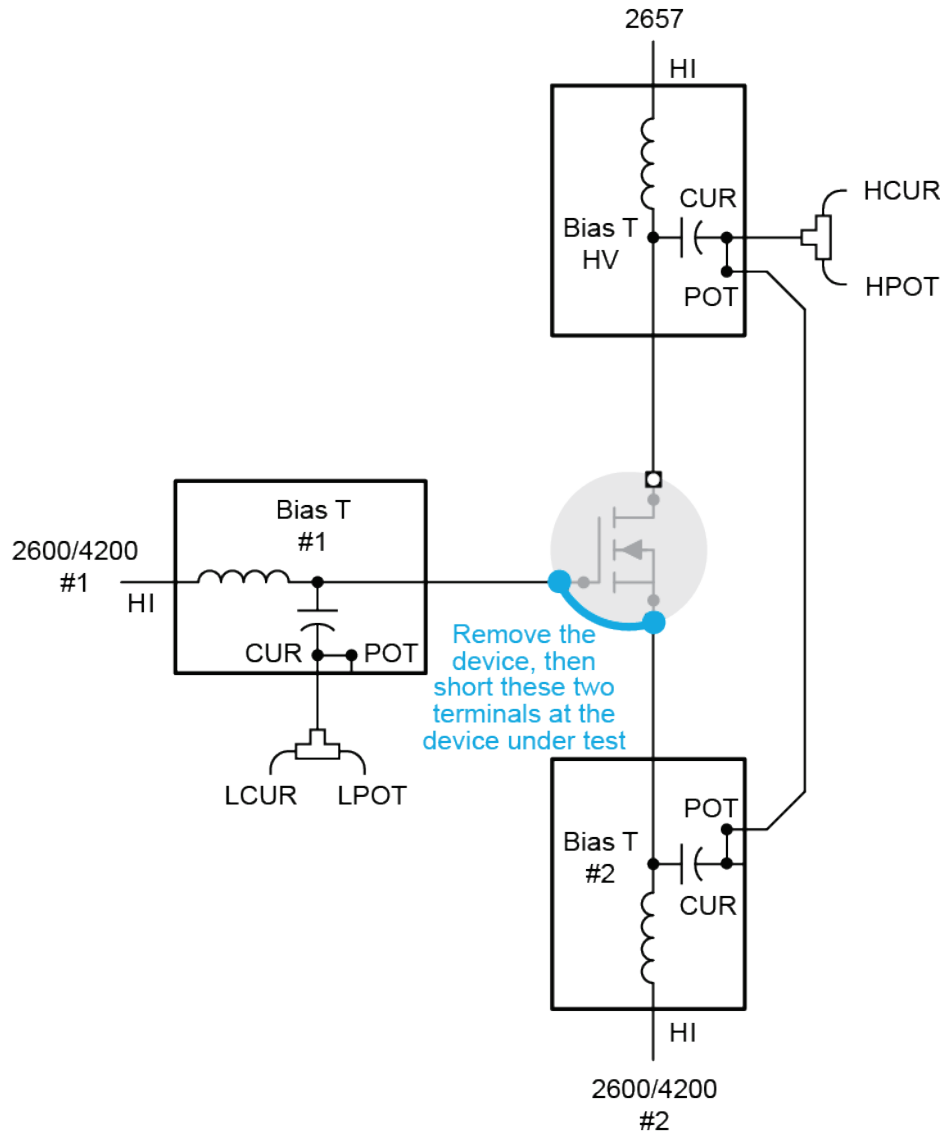 2657
HI
CUR
HCUR
Bias T
HV
POT
HPOT
Bias T
#1
2600/4200
#1
HI
CUR
POT
Remove the
device, then
short these two
terminals at the
device under test
LCUR
LPOT
POT
Bias T
#2
CUR
HI
2600/4200
#2